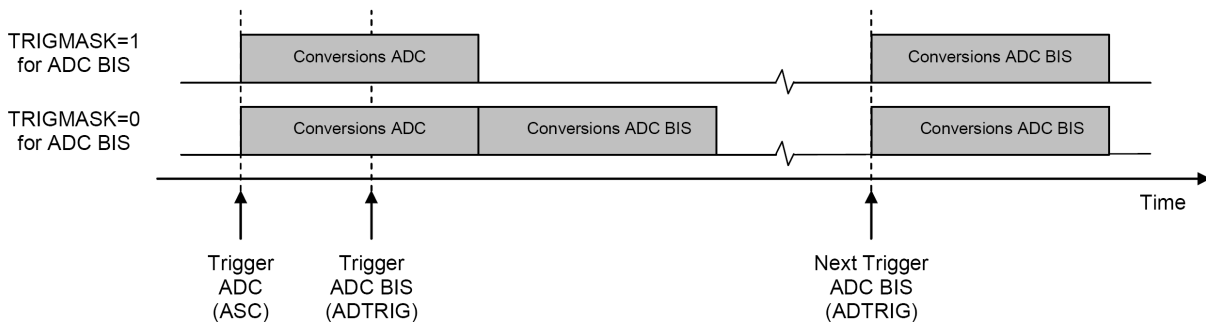 TRIGMASK=1
for ADC BIS
Conversions ADC
Conversions ADC BIS
TRIGMASK=0
for ADC BIS
Conversions ADC
Conversions ADC BIS
Conversions ADC BIS
Time
Trigger
ADC
(ASC)
Trigger
ADC BIS
(ADTRIG)
Next Trigger
ADC BIS
(ADTRIG)